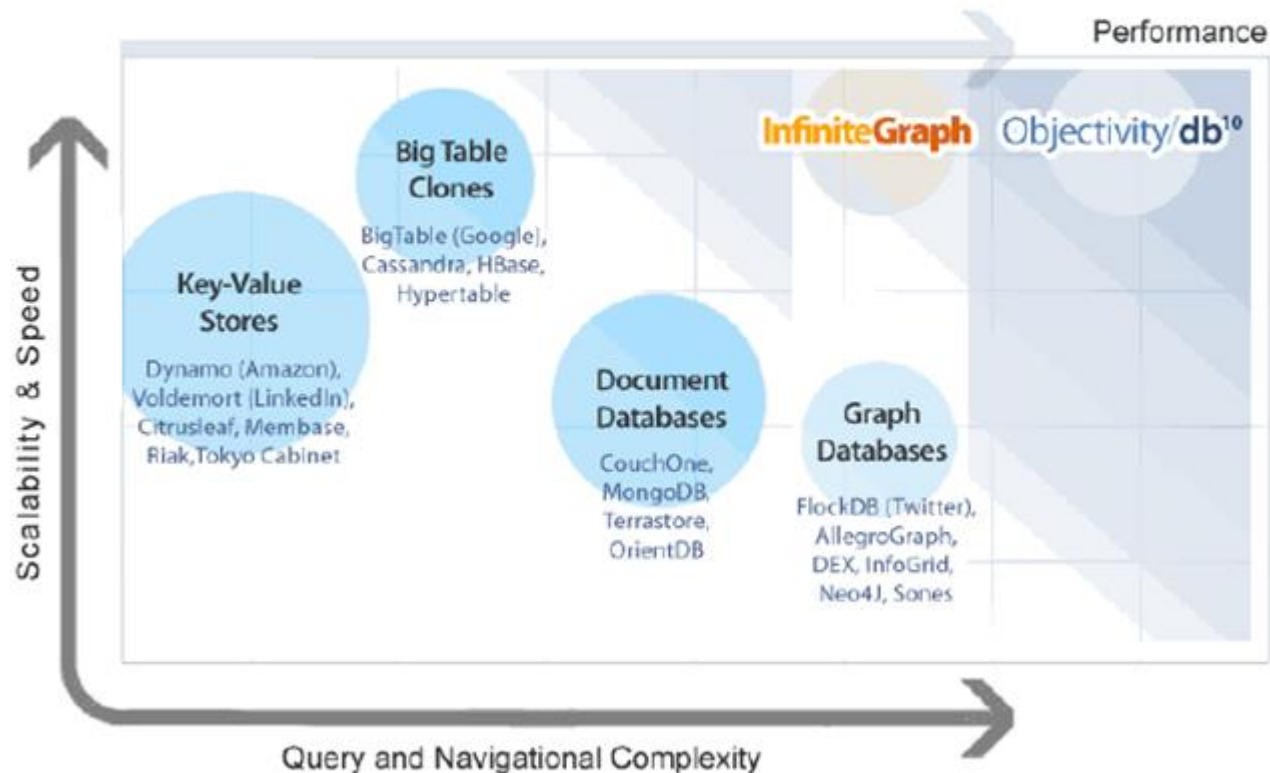 Performance
InfiniteGraph
Objectivity/db10
Big Table
Clones
BigTable (Google),
Cassandra, HBase,
Hypertable
Key-Value
Stores
Dynamo (Amazon),
Voldemort (LinkedIn),
Citrusleaf, Membase,
Riak,Tokyo Cabinet
Document
Databases
CouchOne,
MongoDB,
Terrastore,
OrientDB
Graph
Databases
FlockDB (Twitter),
AllegroGraph,
DEX, InfoGrid,
Neo4J, Sones
Scalability & Speed
Query and Navigational Complexity